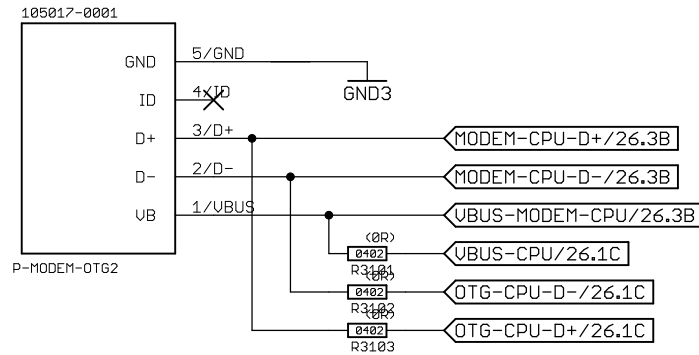 105017-0001
GND 5/GND
GND3
ID 4/ID
D+ 3/D+ MODEM-CPU-D+/26.3B
D- 2/D- MODEM-CPU-D-/26.3B
VB 1/VBUS VBUS-MODEM-CPU/26.3B
(0R)
0402 VBUS-CPU/26.1C
P-MODEM-OTG2
R3101
(0R)
0402 OTG-CPU-D-/26.1C
R3102
(0R)
0402 OTG-CPU-D+/26.1C
R3103